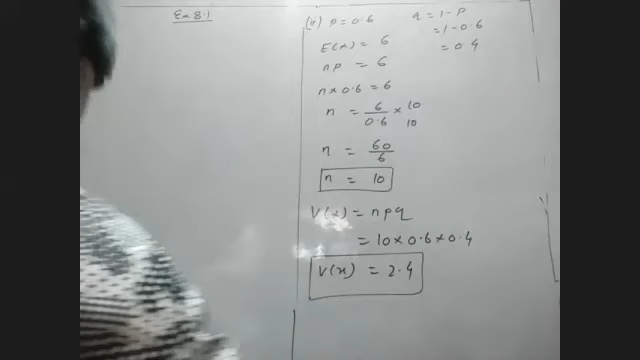 Ex 8.1
(ii) p = 0.6
q = 1 - p
= 1 - 0.6
= 0.4
E(x) = 6
np = 6
n × 0.6 = 6
n = 6/0.6 × 10/10
n = 60/6
n = 10
V(x) = npq
= 10 × 0.6 × 0.4
V(x) = 2.4